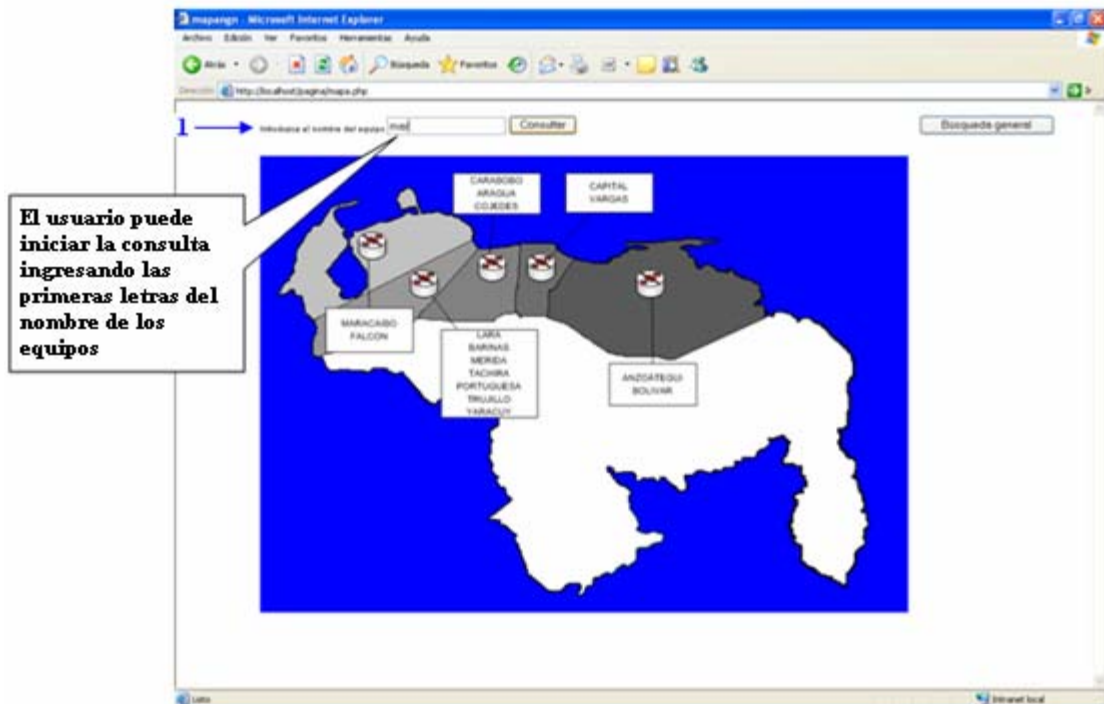 mapangn - Microsoft Internet Explorer
Archivo Edición Ver Favoritos Herramientas Ayuda
Atrás Búsqueda Favoritos
Dirección http://localhost/pagina/mapa.php
1 Introduzca el nombre del equipo Consultar Búsqueda general
El usuario puede
iniciar la consulta
ingresando las
primeras letras del
nombre de los
equipos
CARABOBO
ARAGUA
COJEDES
CAPITAL
VARGAS
MARACAIBO
FALCON
LARA
BARINAS
MERIDA
TACHIRA
PORTUGUESA
TRUJILLO
YARACUY
ANZOATEGUI
BOLIVAR
Listo Intranet local